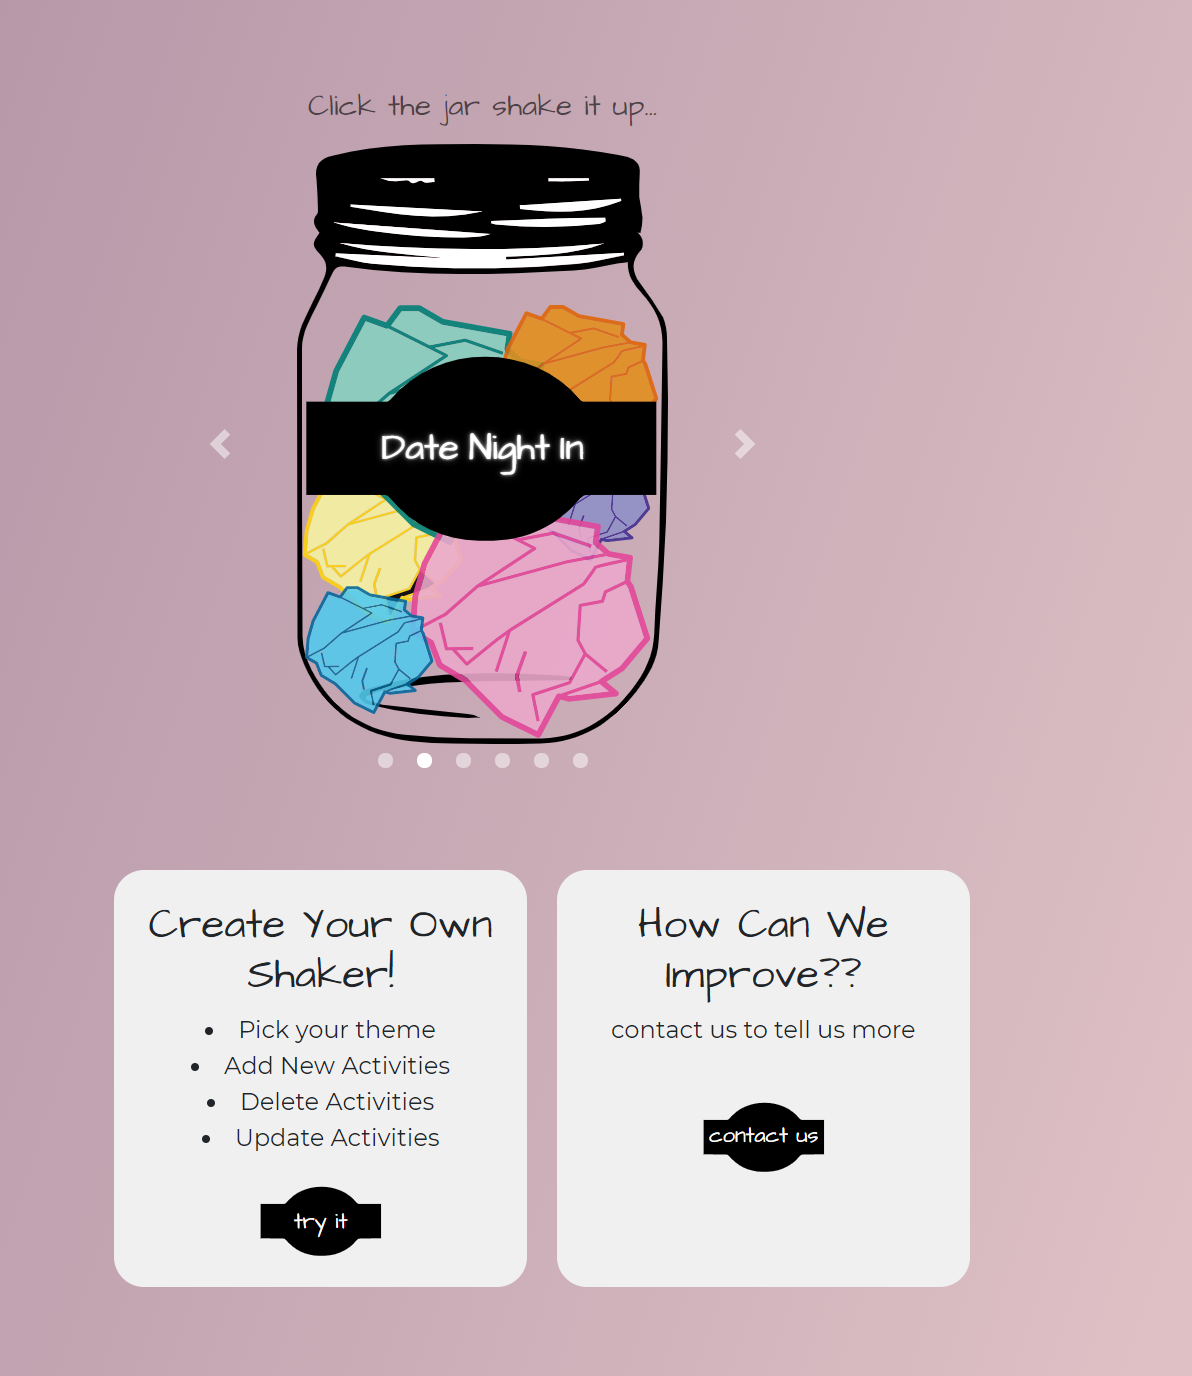 Click the jar shake it up...
Date Night In
Create Your Own
Shaker!
Pick your theme
Add New Activities
Delete Activities
Update Activities
try it
How Can We
Improve??
contact us to tell us more
contact us